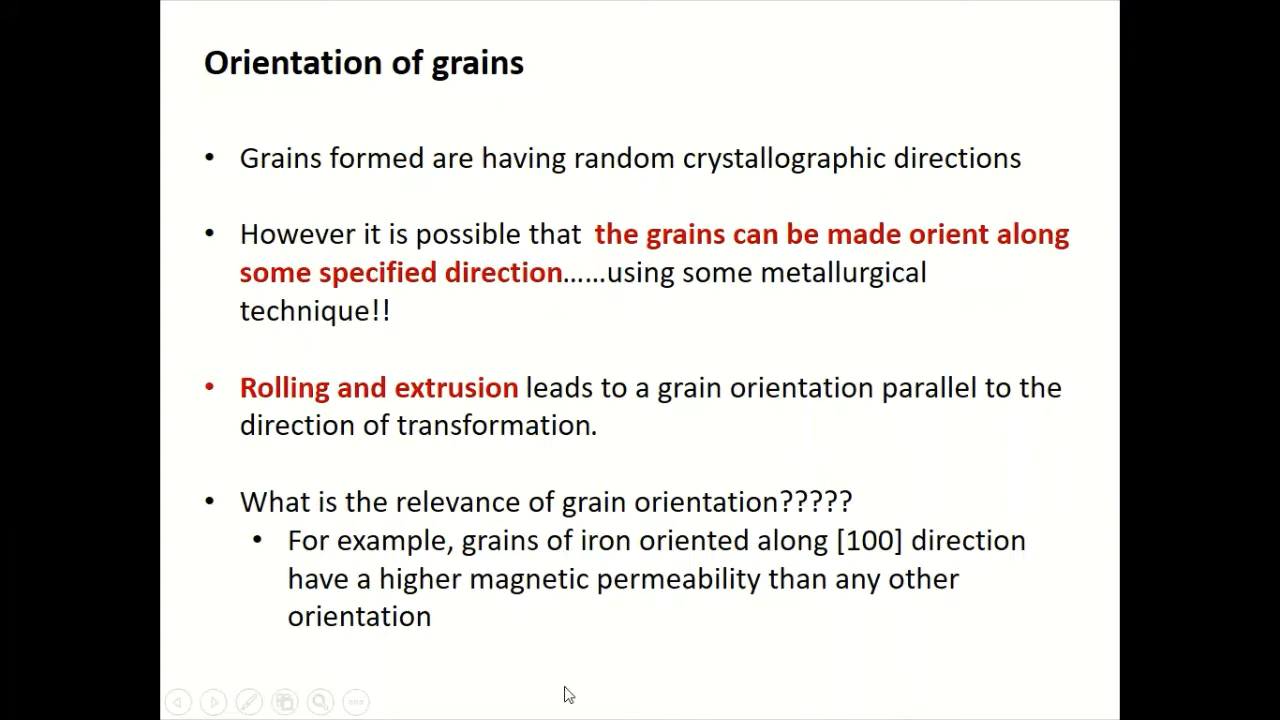 Orientation of grains
• Grains formed are having random crystallographic directions
• However it is possible that the grains can be made orient along
some specified direction……using some metallurgical
technique!!
• Rolling and extrusion leads to a grain orientation parallel to the
direction of transformation.
• What is the relevance of grain orientation?????
• For example, grains of iron oriented along [100] direction
have a higher magnetic permeability than any other
orientation